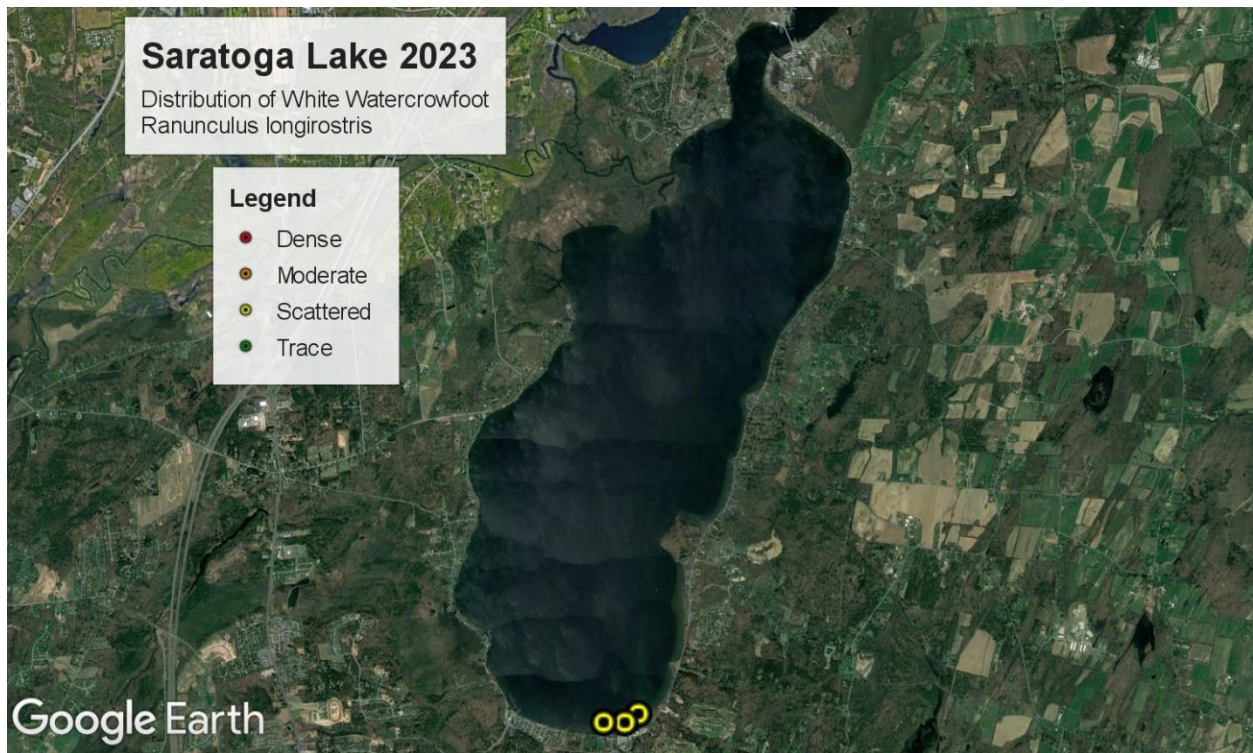 Saratoga Lake 2023
Distribution of White Watercrowfoot
Ranunculus longirostris
Legend
Dense
Moderate
Scattered
Trace
Google Earth